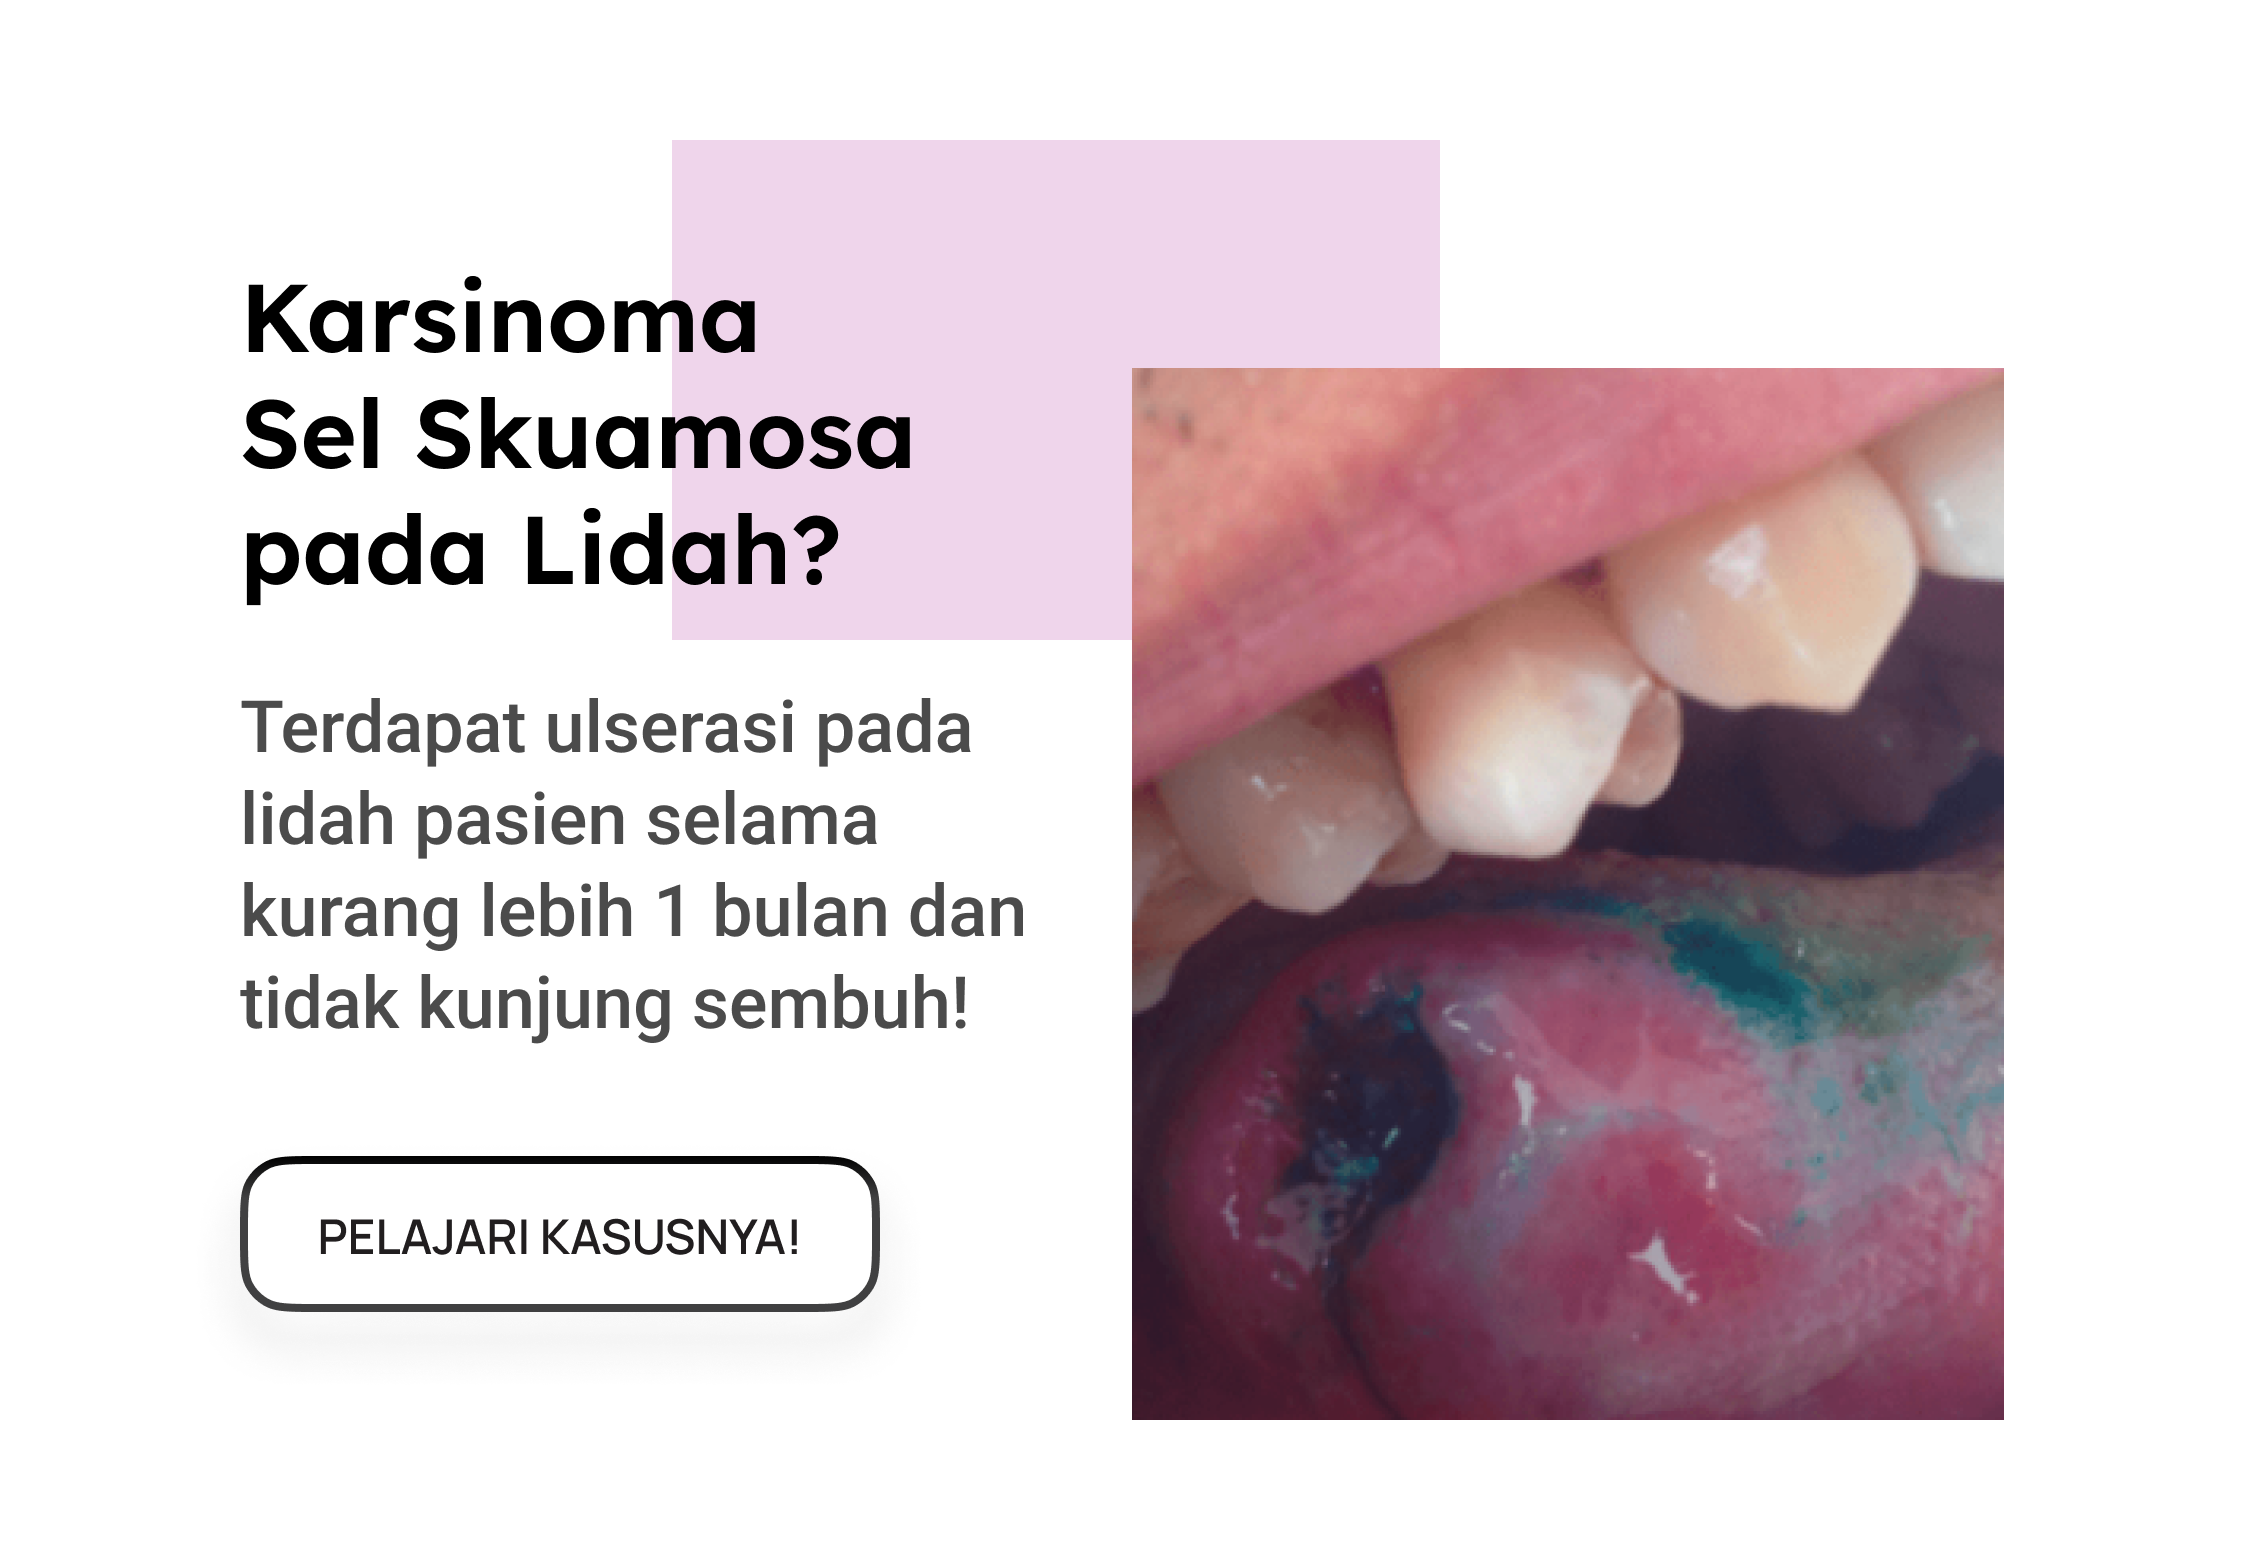 Karsinoma
Sel Skuamosa
pada Lidah?
Terdapat ulserasi pada
lidah pasien selama
kurang lebih 1 bulan dan
tidak kunjung sembuh!
PELAJARI KASUSNYA!